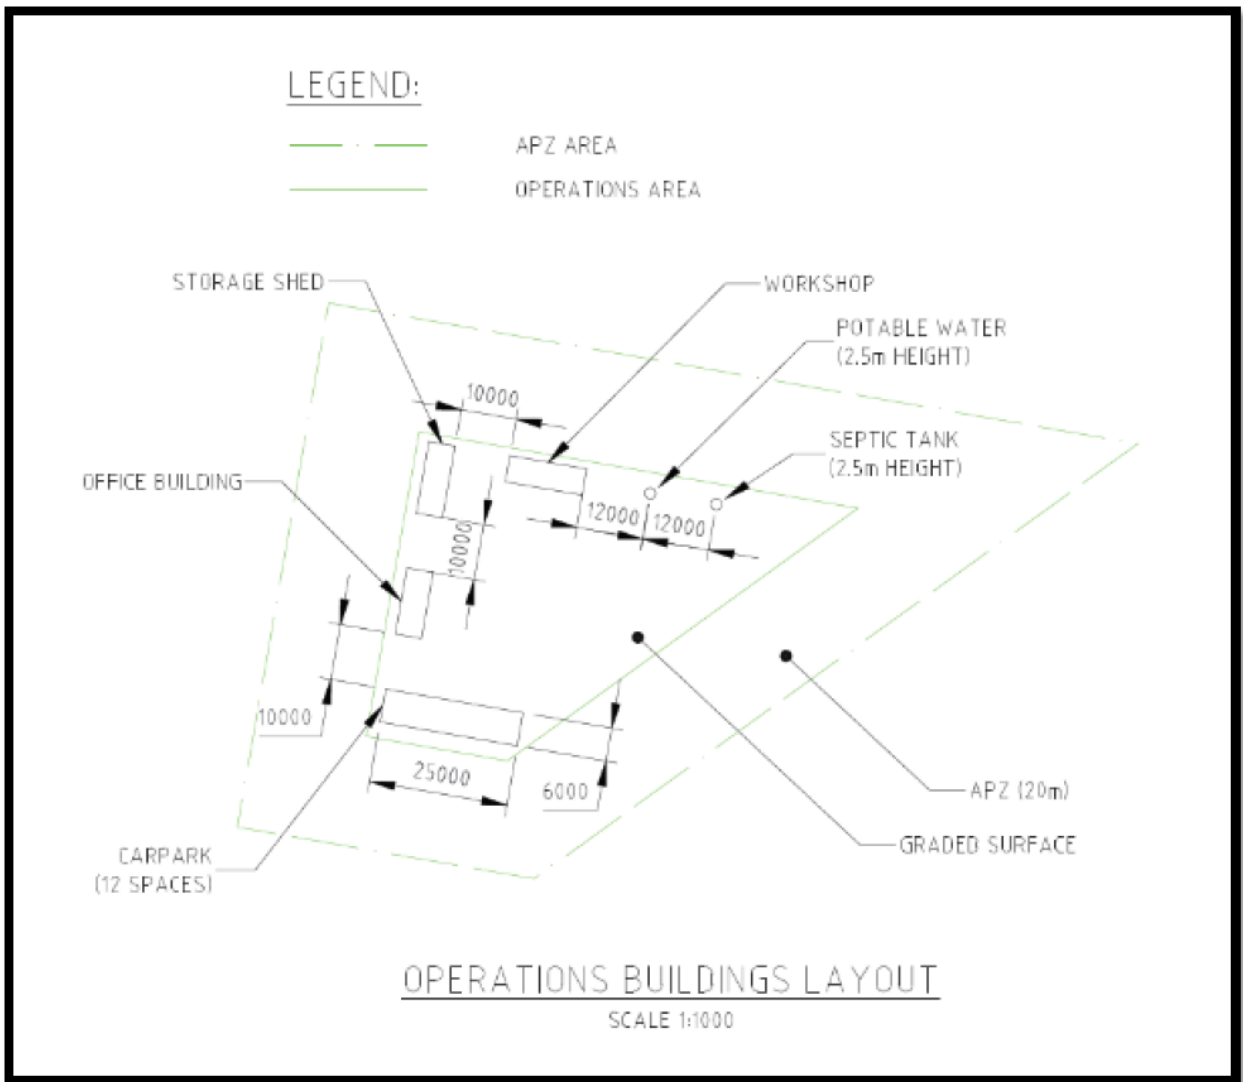 LEGEND:
APZ AREA
OPERATIONS AREA
STORAGE SHED
WORKSHOP
POTABLE WATER
(2.5m HEIGHT)
10000
SEPTIC TANK
(2.5m HEIGHT)
OFFICE BUILDING
12000
12000
10000
10000
25000
6000
APZ (20m)
GRADED SURFACE
CARPARK
(12 SPACES)
OPERATIONS BUILDINGS LAYOUT
SCALE 1:1000